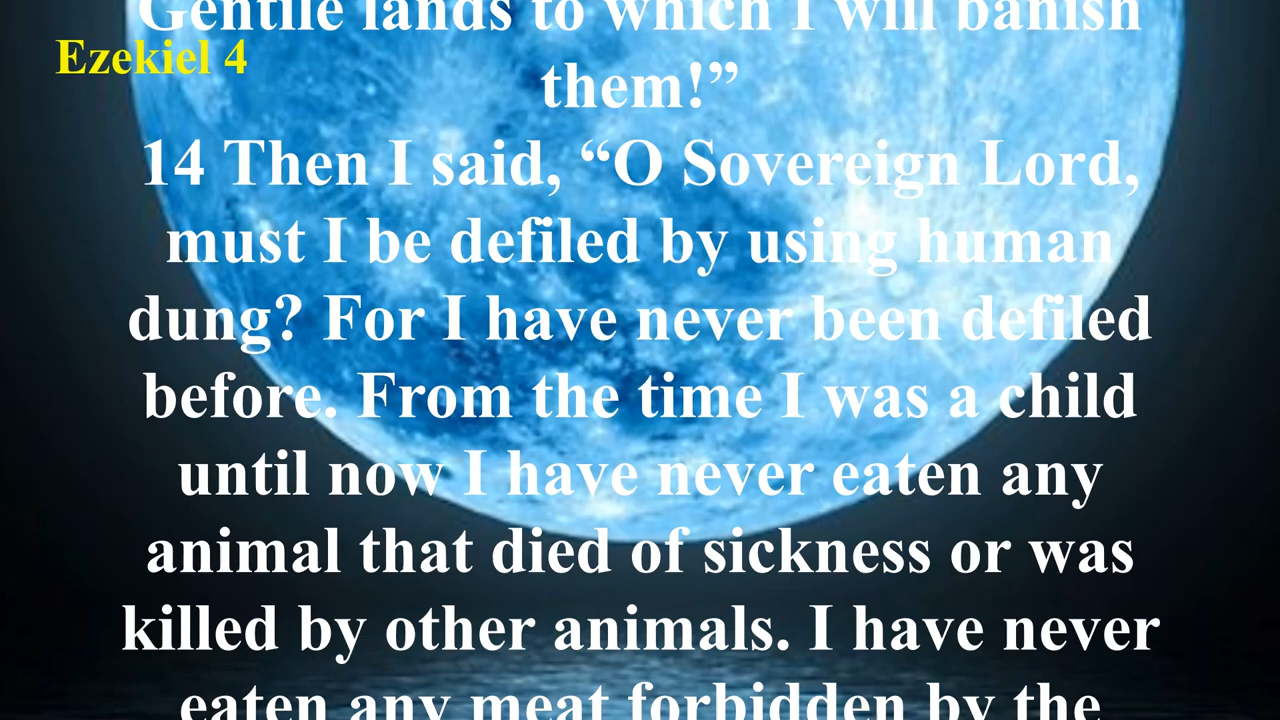 Gentile lands to which I will banish
Ezekiel 4
them!”
14 Then I said, “O Sovereign Lord,
must I be defiled by using human
dung? For I have never been defiled
before. From the time I was a child
until now I have never eaten any
animal that died of sickness or was
killed by other animals. I have never
eaten any meat forbidden by the